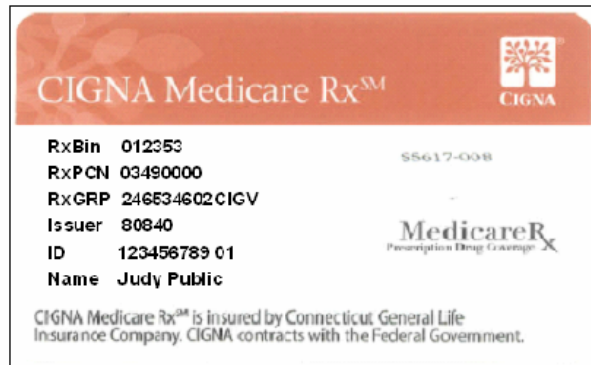 CIGNA Medicare Rx℠
CIGNA
RxBin 012353
RxPCN 03490000
RxGRP 246534602CIGV
Issuer 80840
ID 123456789 01
Name Judy Public
S5617-008
MedicareRx
Prescription Drug Coverage
CIGNA Medicare Rx℠ is insured by Connecticut General Life
Insurance Company. CIGNA contracts with the Federal Government.